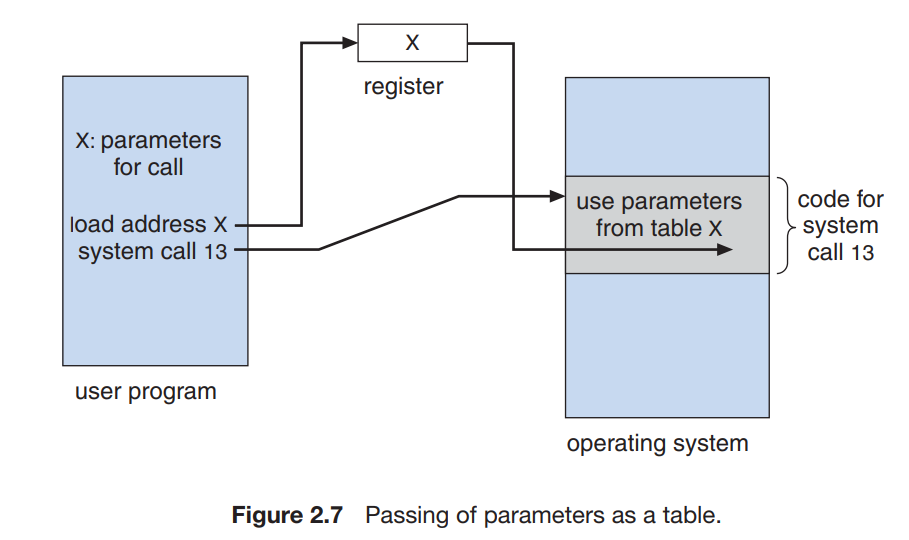 X
register
X: parameters
for call
load address X
system call 13
user program
use parameters
from table X
code for
system
call 13
operating system
Figure 2.7 Passing of parameters as a table.